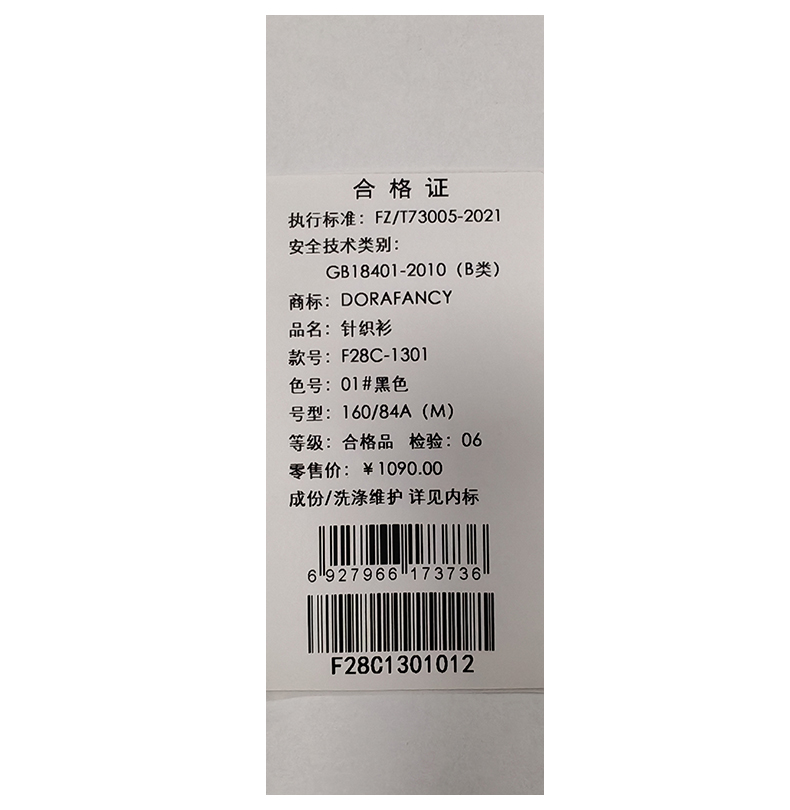 合格证
执行标准：FZ/T73005-2021
安全技术类别：
GB18401-2010（B类）
商标：DORAFANCY
品名：针织衫
款号：F28C-1301
色号：01#黑色
号型：160/84A（M）
等级：合格品 检验：06
零售价：￥1090.00
成份/洗涤维护 详见内标
6 927966 173736
F28C1301012